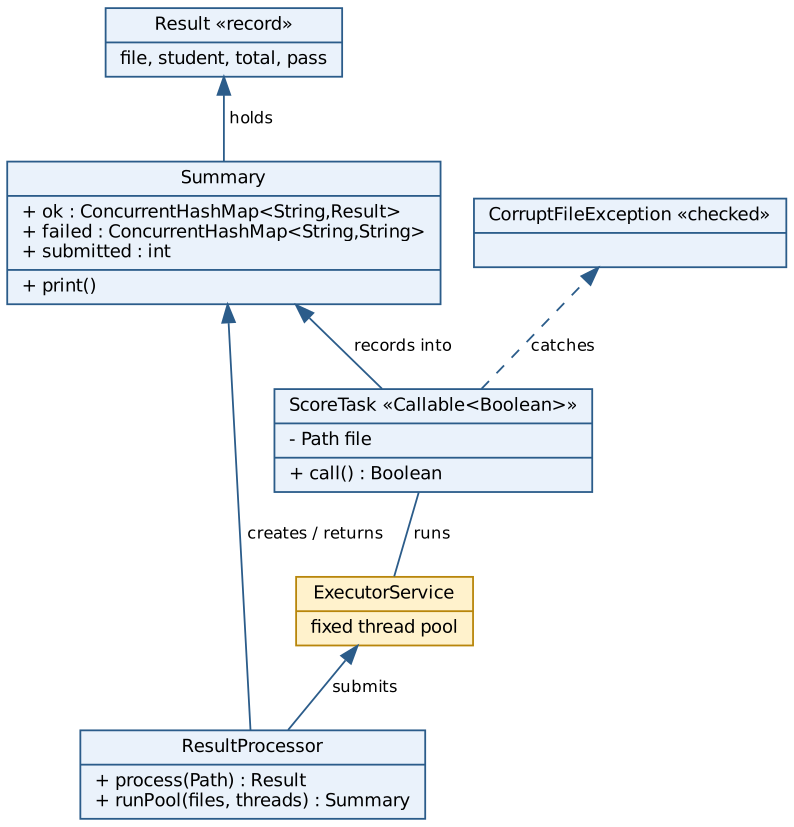 Result «record»
file, student, total, pass
holds
Summary
+ ok : ConcurrentHashMap<String,Result>
+ failed : ConcurrentHashMap<String,String>
+ submitted : int
+ print()
CorruptFileException «checked»
records into
catches
ScoreTask «Callable<Boolean>»
- Path file
+ call() : Boolean
creates / returns
runs
ExecutorService
fixed thread pool
submits
ResultProcessor
+ process(Path) : Result
+ runPool(files, threads) : Summary